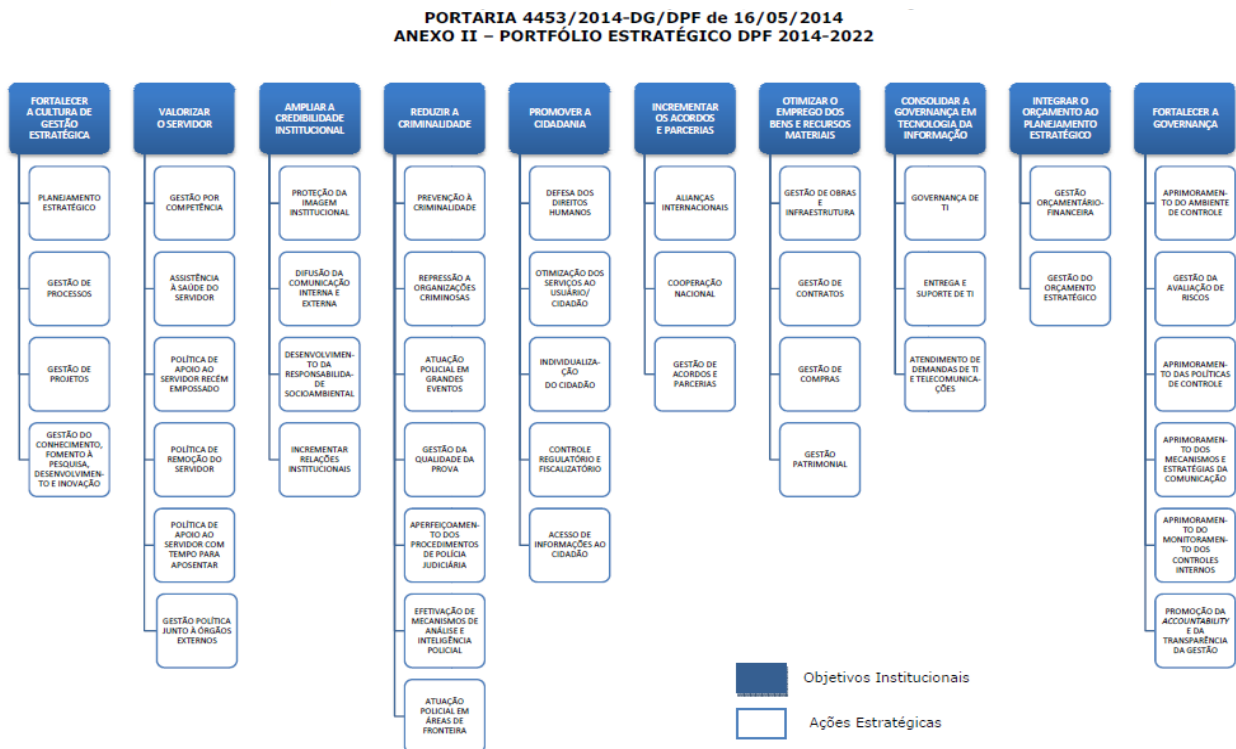 PORTARIA 4453/2014-DG/DPF de 16/05/2014
ANEXO II – PORTFÓLIO ESTRATÉGICO DPF 2014-2022
FORTALECER
A CULTURA DE
GESTÃO
ESTRATÉGICA
PLANEJAMENTO
ESTRATÉGICO
GESTÃO DE
PROCESSOS
GESTÃO DE
PROJETOS
GESTÃO DO
CONHECIMENTO,
FOMENTO À
PESQUISA,
DESENVOLVIMEN-
TO E INOVAÇÃO
VALORIZAR
O SERVIDOR
GESTÃO POR
COMPETÊNCIA
ASSISTÊNCIA
À SAÚDE DO
SERVIDOR
POLÍTICA DE
APOIO AO
SERVIDOR RECÉM
EMPOSSADO
POLÍTICA DE
REMOÇÃO DO
SERVIDOR
POLÍTICA DE
APOIO AO
SERVIDOR COM
TEMPO PARA
APOSENTAR
GESTÃO POLÍTICA
JUNTO À ÓRGÃOS
EXTERNOS
AMPLIAR A
CREDIBILIDADE
INSTITUCIONAL
PROTEÇÃO DA
IMAGEM
INSTITUCIONAL
DIFUSÃO DA
COMUNICAÇÃO
INTERNA E
EXTERNA
DESENVOLVIMEN-
TO DA
RESPONSABILIDA-
DE
SOCIOAMBIENTAL
INCREMENTAR
RELAÇÕES
INSTITUCIONAIS
REDUZIR A
CRIMINALIDADE
PREVENÇÃO À
CRIMINALIDADE
REPRESSÃO A
ORGANIZAÇÕES
CRIMINOSAS
ATUAÇÃO
POLICIAL EM
GRANDES
EVENTOS
GESTÃO DA
QUALIDADE DA
PROVA
APERFEIÇOAMEN-
TO DOS
PROCEDIMENTOS
DE POLÍCIA
JUDICIÁRIA
EFETIVAÇÃO DE
MECANISMOS DE
ANÁLISE E
INTELIGÊNCIA
POLICIAL
ATUAÇÃO
POLICIAL EM
ÁREAS DE
FRONTEIRA
PROMOVER A
CIDADANIA
DEFESA DOS
DIREITOS
HUMANOS
OTIMIZAÇÃO DOS
SERVIÇOS AO
USUÁRIO/
CIDADÃO
INDIVIDUALIZA-
ÇÃO
DO CIDADÃO
CONTROLE
REGULATÓRIO E
FISCALIZATÓRIO
ACESSO DE
INFORMAÇÕES AO
CIDADÃO
INCREMENTAR
OS ACORDOS
E PARCERIAS
ALIANÇAS
INTERNACIONAIS
COOPERAÇÃO
NACIONAL
GESTÃO DE
ACORDOS E
PARCERIAS
OTIMIZAR O
EMPREGO DOS
BENS E RECURSOS
MATERIAIS
GESTÃO DE OBRAS
E
INFRAESTRUTURA
GESTÃO DE
CONTRATOS
GESTÃO DE
COMPRAS
GESTÃO
PATRIMONIAL
CONSOLIDAR A
GOVERNANÇA EM
TECNOLOGIA DA
INFORMAÇÃO
GOVERNANÇA DE
TI
ENTREGA E
SUPORTE DE TI
ATENDIMENTO DE
DEMANDAS DE TI
E TELECOMUNICA-
ÇÕES
INTEGRAR O
ORÇAMENTO AO
PLANEJAMENTO
ESTRATÉGICO
GESTÃO
ORÇAMENTÁRIO-
FINANCEIRA
GESTÃO DO
ORÇAMENTO
ESTRATÉGICO
FORTALECER A
GOVERNANÇA
APRIMORAMEN-
TO DO AMBIENTE
DE CONTROLE
GESTÃO DA
AVALIAÇÃO DE
RISCOS
APRIMORAMEN-
TO DAS POLÍTICAS
DE CONTROLE
APRIMORAMEN-
TO DOS
MECANISMOS E
ESTRATÉGIAS DA
COMUNICAÇÃO
APRIMORAMEN-
TO DO
MONITORAMEN-
TO DOS
CONTROLES
INTERNOS
PROMOÇÃO DA
ACCOUNTABILITY
E DA
TRANSPARÊNCIA
DA GESTÃO
Objetivos Institucionais
Ações Estratégicas